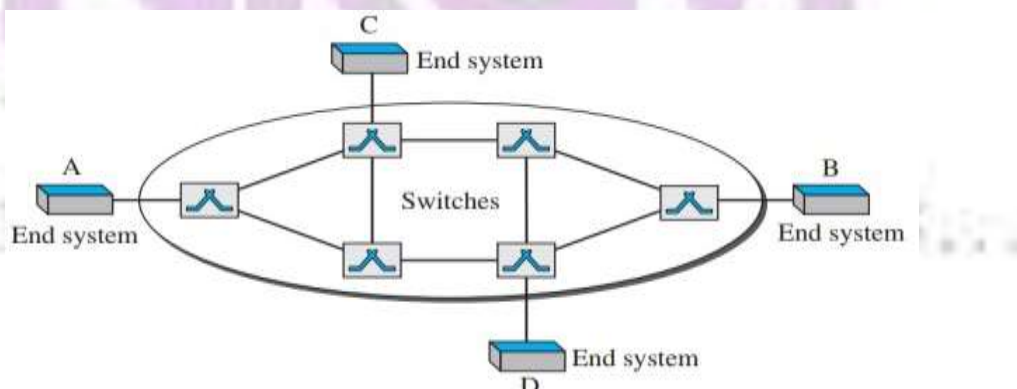 C
End system
A
End system
Switches
B
End system
End system
D